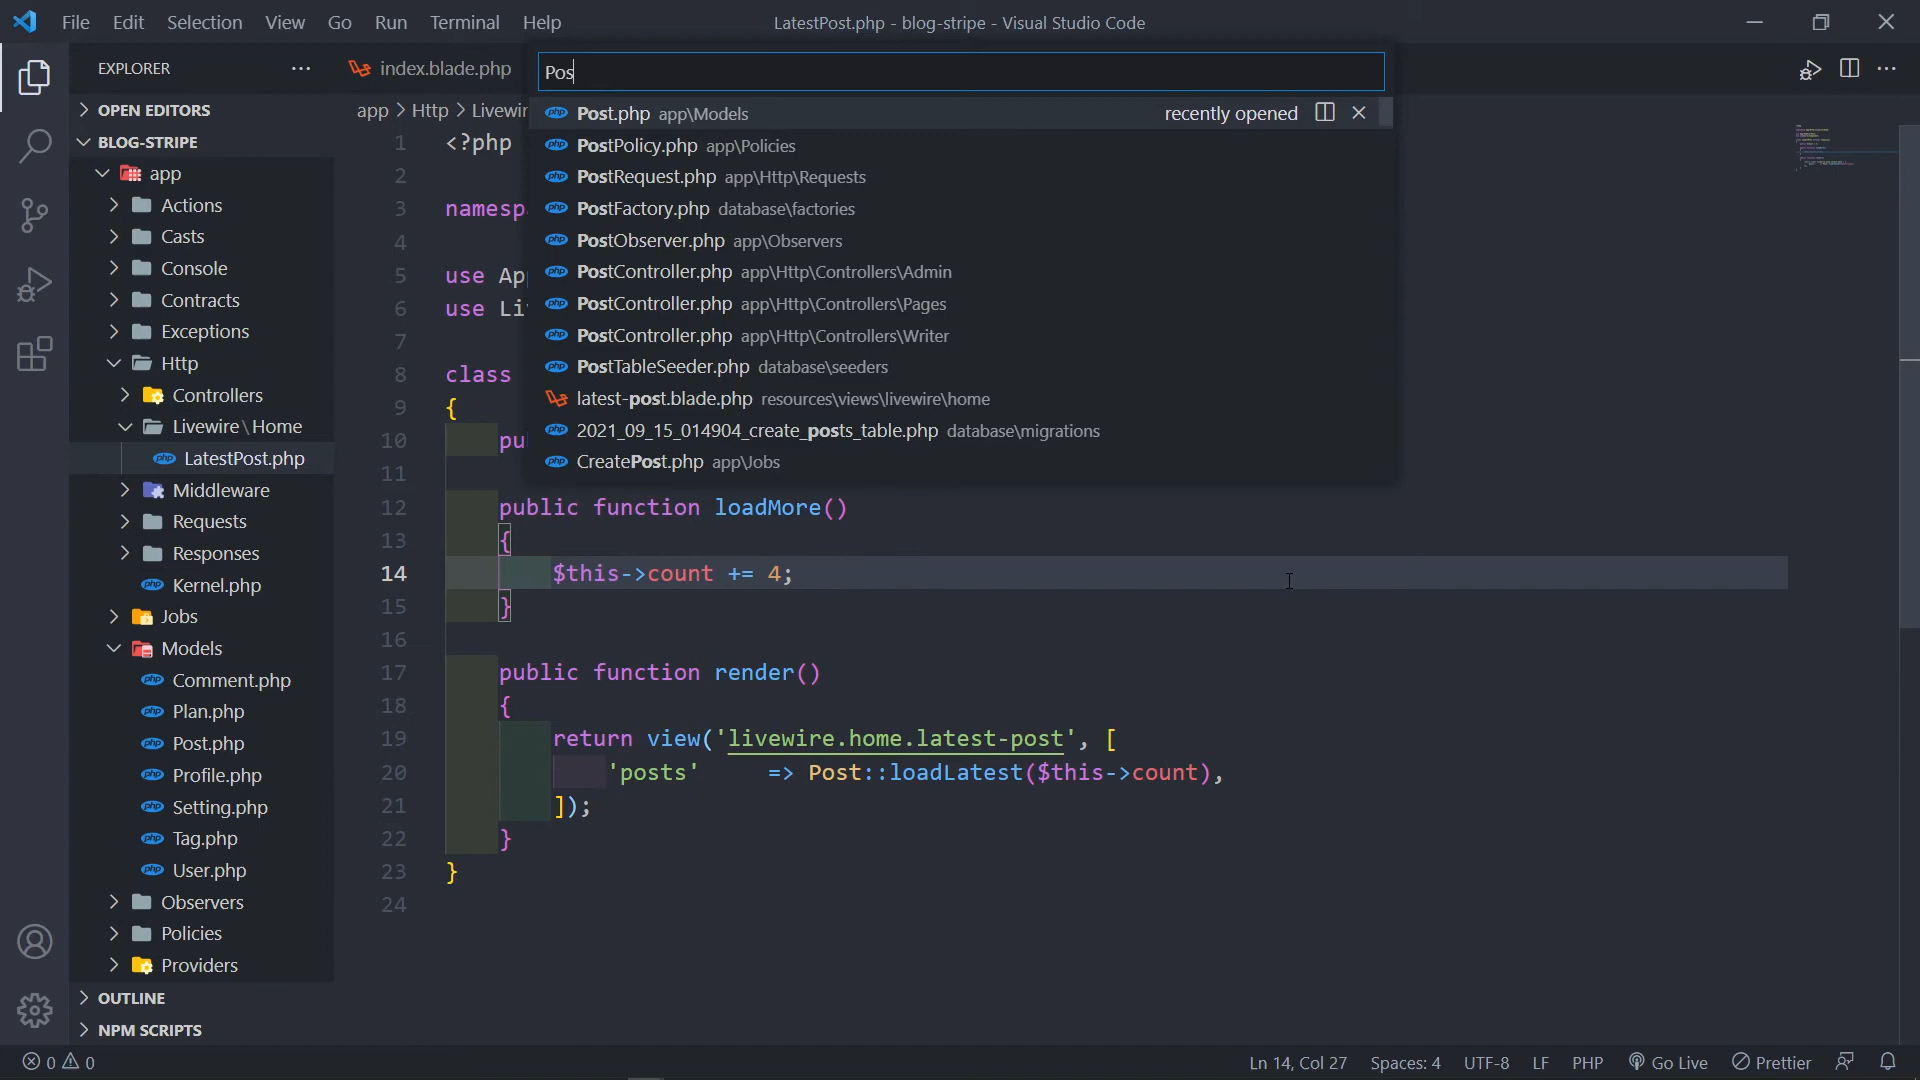 File Edit Selection View Go Run Terminal Help
LatestPost.php - blog-stripe - Visual Studio Code
EXPLORER
index.blade.php
Pos
OPEN EDITORS
BLOG-STRIPE
app
Actions
Casts
Console
Contracts
Exceptions
Http
Controllers
Livewire\Home
LatestPost.php
Middleware
Requests
Responses
Kernel.php
Jobs
Models
Comment.php
Plan.php
Post.php
Profile.php
Setting.php
Tag.php
User.php
Observers
Policies
Providers
OUTLINE
NPM SCRIPTS
Post.php app\Models recently opened
PostPolicy.php app\Policies
PostRequest.php app\Http\Requests
PostFactory.php database\factories
PostObserver.php app\Observers
PostController.php app\Http\Controllers\Admin
PostController.php app\Http\Controllers\Pages
PostController.php app\Http\Controllers\Writer
PostTableSeeder.php database\seeders
latest-post.blade.php resources\views\livewire\home
2021_09_15_014904_create_posts_table.php database\migrations
CreatePost.php app\Jobs
app > Http > Livewir
1 <?php
2
3 namesp
4
5 use Ap
6 use Li
7
8 class
9 {
10 pu
11
12 public function loadMore()
13 {
14 $this->count += 4;
15 }
16
17 public function render()
18 {
19 return view('livewire.home.latest-post', [
20 'posts' => Post::loadLatest($this->count),
21 ]);
22 }
23 }
24
0 0
Ln 14, Col 27 Spaces: 4 UTF-8 LF PHP Go Live Prettier